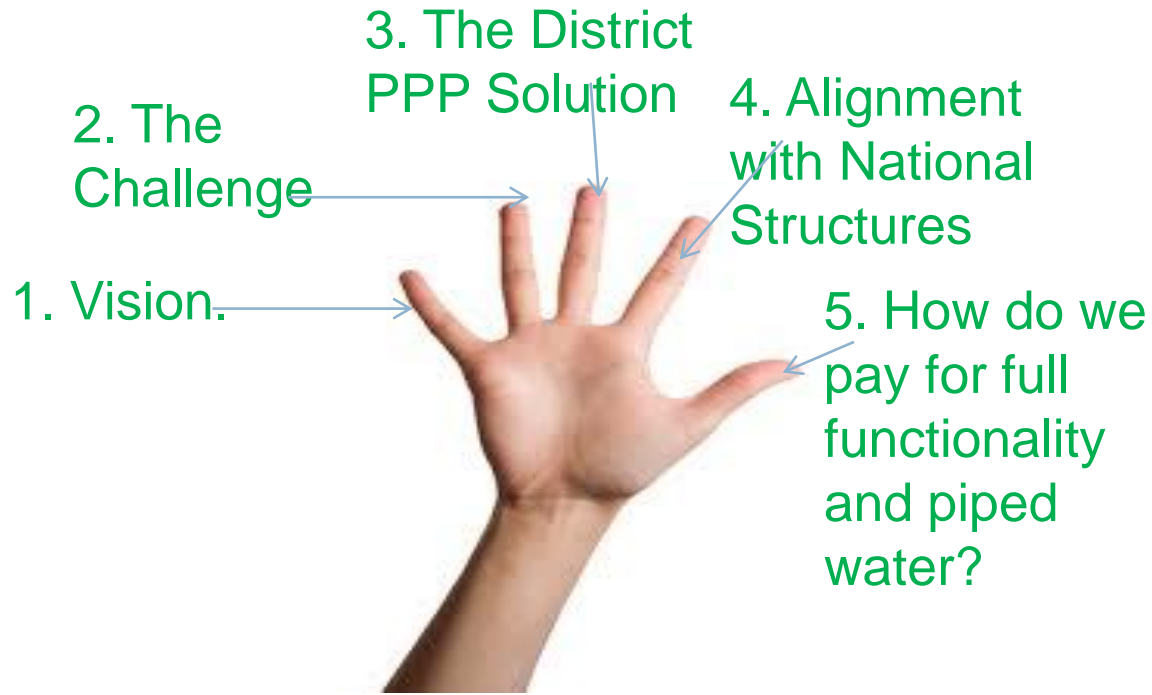 1. Vision.
2. The
Challenge
3. The District
PPP Solution
4. Alignment
with National
Structures
5. How do we
pay for full
functionality
and piped
water?